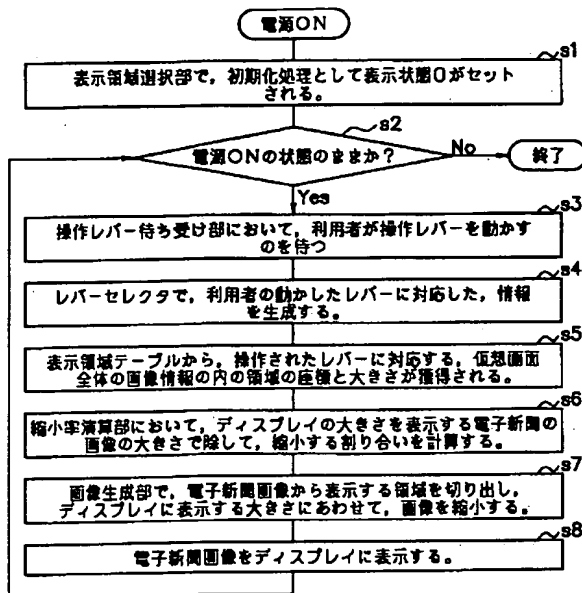 電源ON
s1
表示領域選択部で，初期化処理として表示状態0がセット
される。
s2
電源ONの状態のままか？
No
終了
Yes
s3
操作レバー待ち受け部において，利用者が操作レバーを動かす
のを待つ
s4
レバーセレクタで，利用者の動かしたレバーに対応した，情報
を生成する。
s5
表示領域テーブルから，操作されたレバーに対応する，仮想画面
全体の画像情報の内の領域の座標と大きさが獲得される。
s6
縮小率演算部において，ディスプレイの大きさを表示する電子新聞の
画像の大きさで除して，縮小する割り合いを計算する。
s7
画像生成部で，電子新聞画像から表示する領域を切り出し，
ディスプレイに表示する大きさにあわせて，画像を縮小する。
s8
電子新聞画像をディスプレイに表示する。